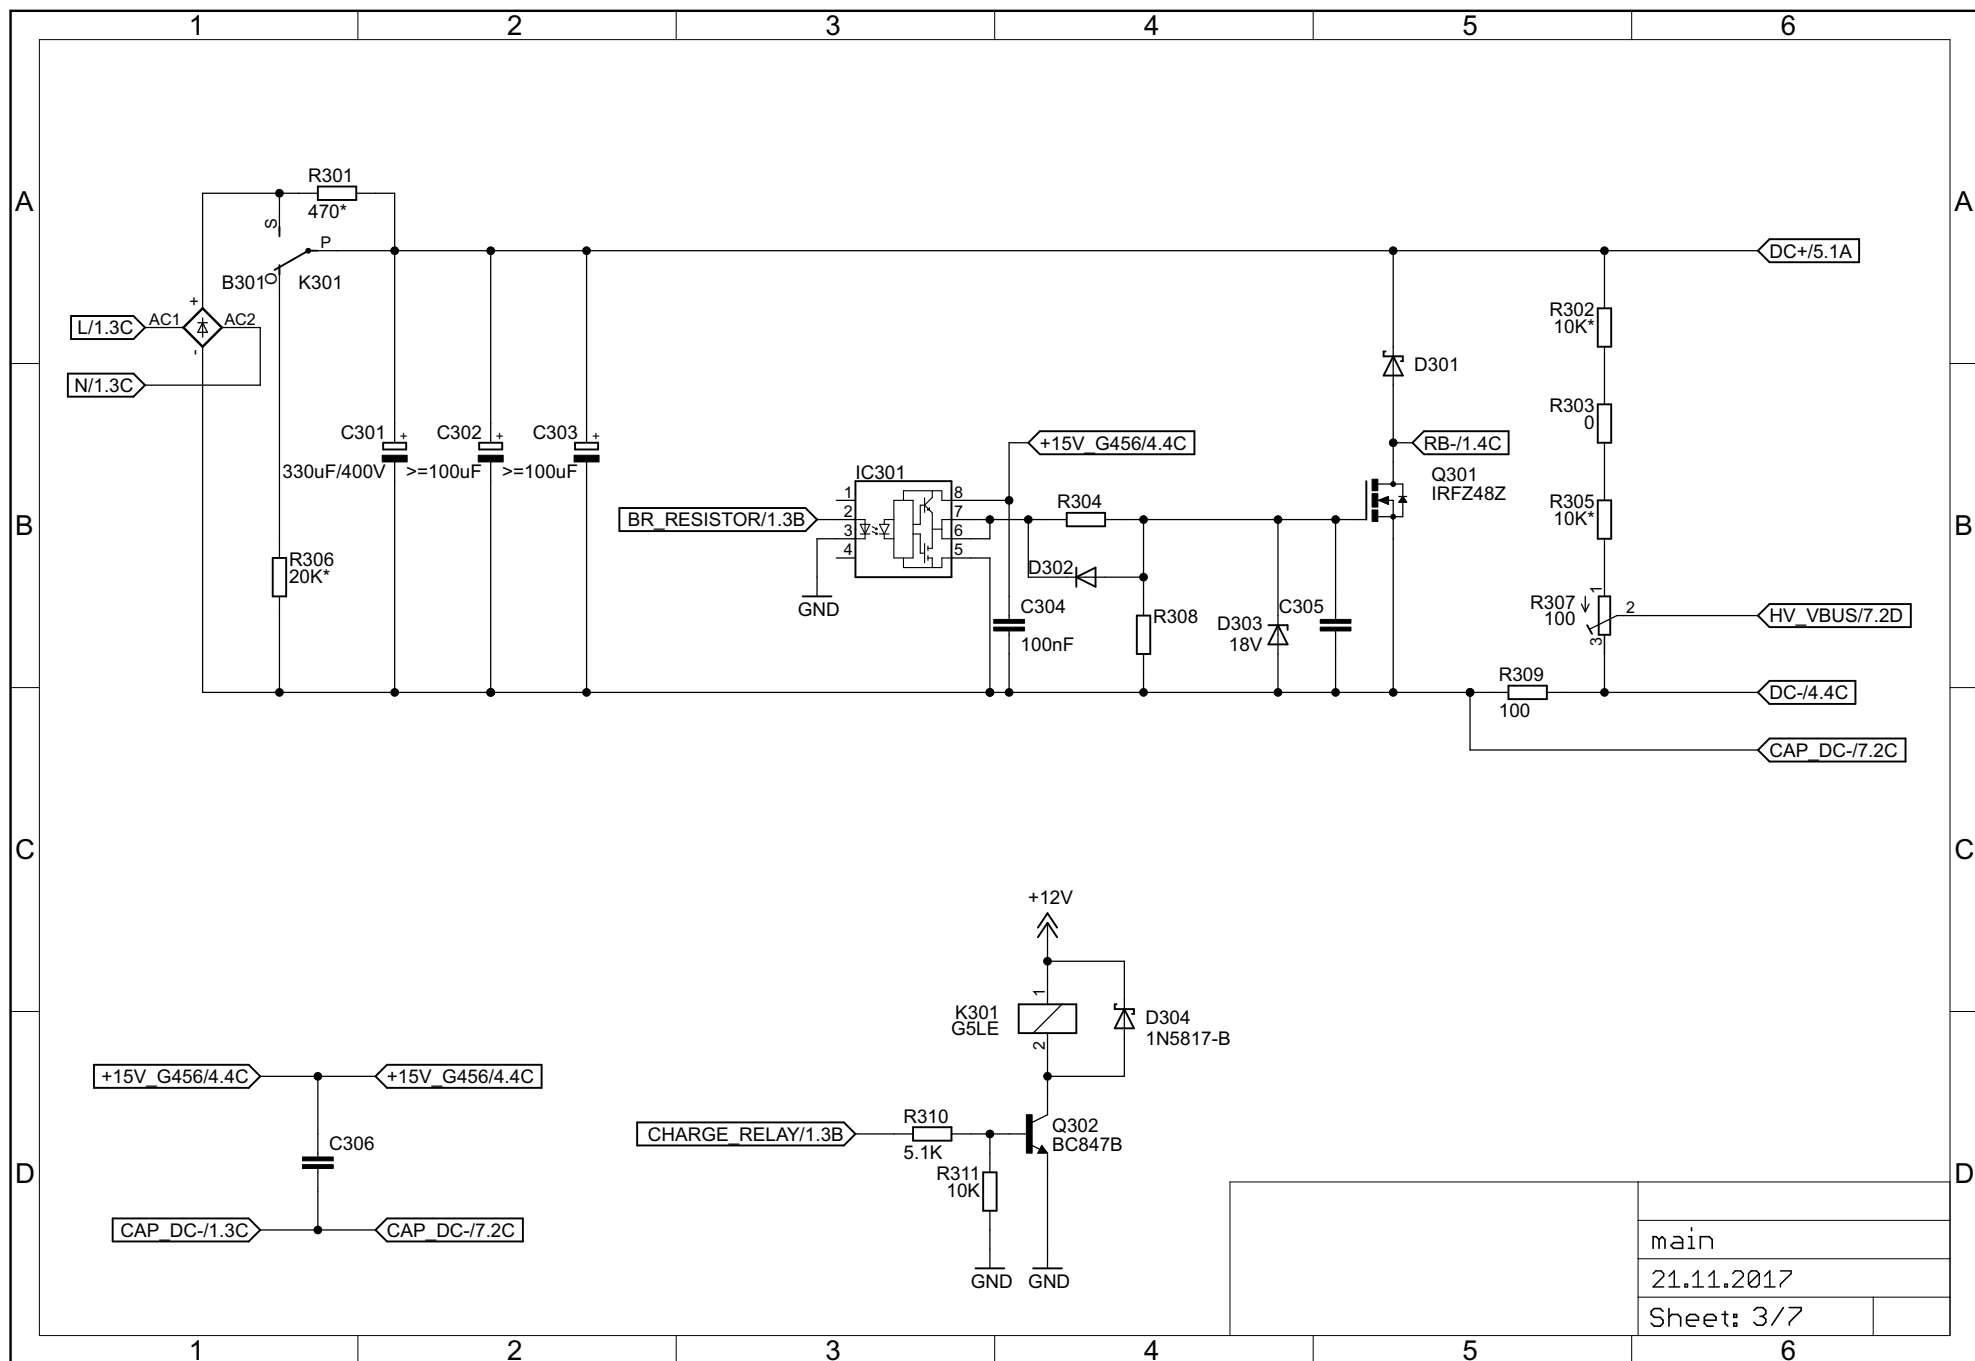 1 2 3 4 5 6
A A
B B
C C
D D
R301
470*
S
P
O
B301 K301
+
L/1.3C AC1 AC2
-
N/1.3C
C301 +
330uF/400V
C302 +
>=100uF
C303 +
>=100uF
R306
20K*
IC301
1
2
3
4
8
7
6
5
BR_RESISTOR/1.3B
GND
+15V_G456/4.4C
R304
D302
C304
100nF
R308
D303
18V
C305
D301
RB-/1.4C
Q301
IRFZ48Z
DC+/5.1A
R302
10K*
R303
0
R305
10K*
R307
100
1
2
3
HV_VBUS/7.2D
R309
100
DC-/4.4C
CAP_DC-/7.2C
+12V
K301
G5LE
1
2
D304
1N5817-B
+15V_G456/4.4C +15V_G456/4.4C
C306
CAP_DC-/1.3C CAP_DC-/7.2C
CHARGE_RELAY/1.3B
R310
5.1K
R311
10K
Q302
BC847B
GND GND
main
21.11.2017
Sheet: 3/7
1 2 3 4 5 6